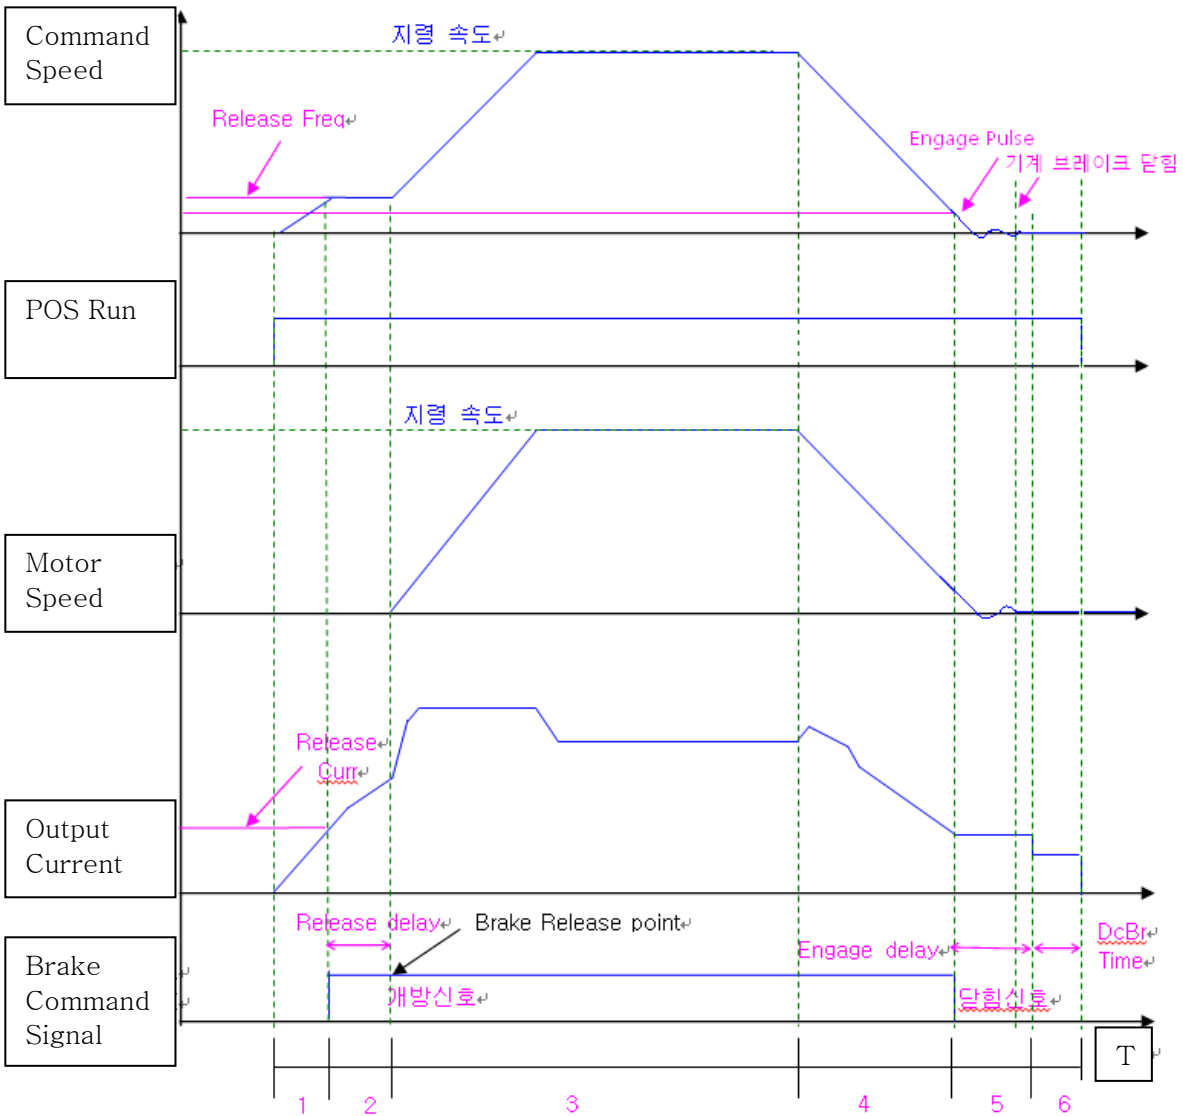 Command
Speed
지령 속도
Release Freq
Engage Pulse
기계 브레이크 닫힘
POS Run
지령 속도
Motor
Speed
Release
Curr
Output
Current
Release delay
Brake Release point
Engage delay
DcBr
Time
Brake
Command
Signal
개방신호
닫힘신호
T
1 2 3 4 5 6